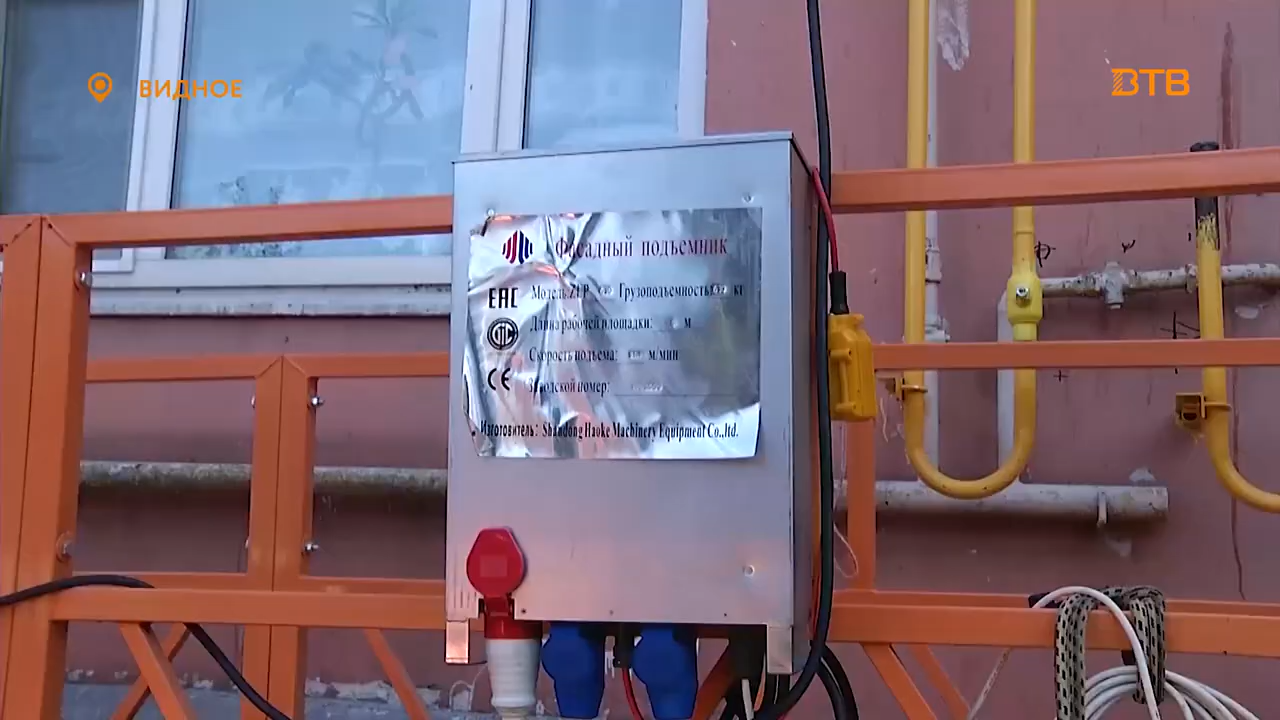 ВИДНОЕ
ВТВ
Фасадный подъемник
EAC
Модель ZLP Грузоподъемность кг
Длина рабочей площадки: м
Скорость подъема: м/мин
CE
Заводской номер:
Изготовитель: Shandong Haoke Machinery Equipment Co.,ltd.